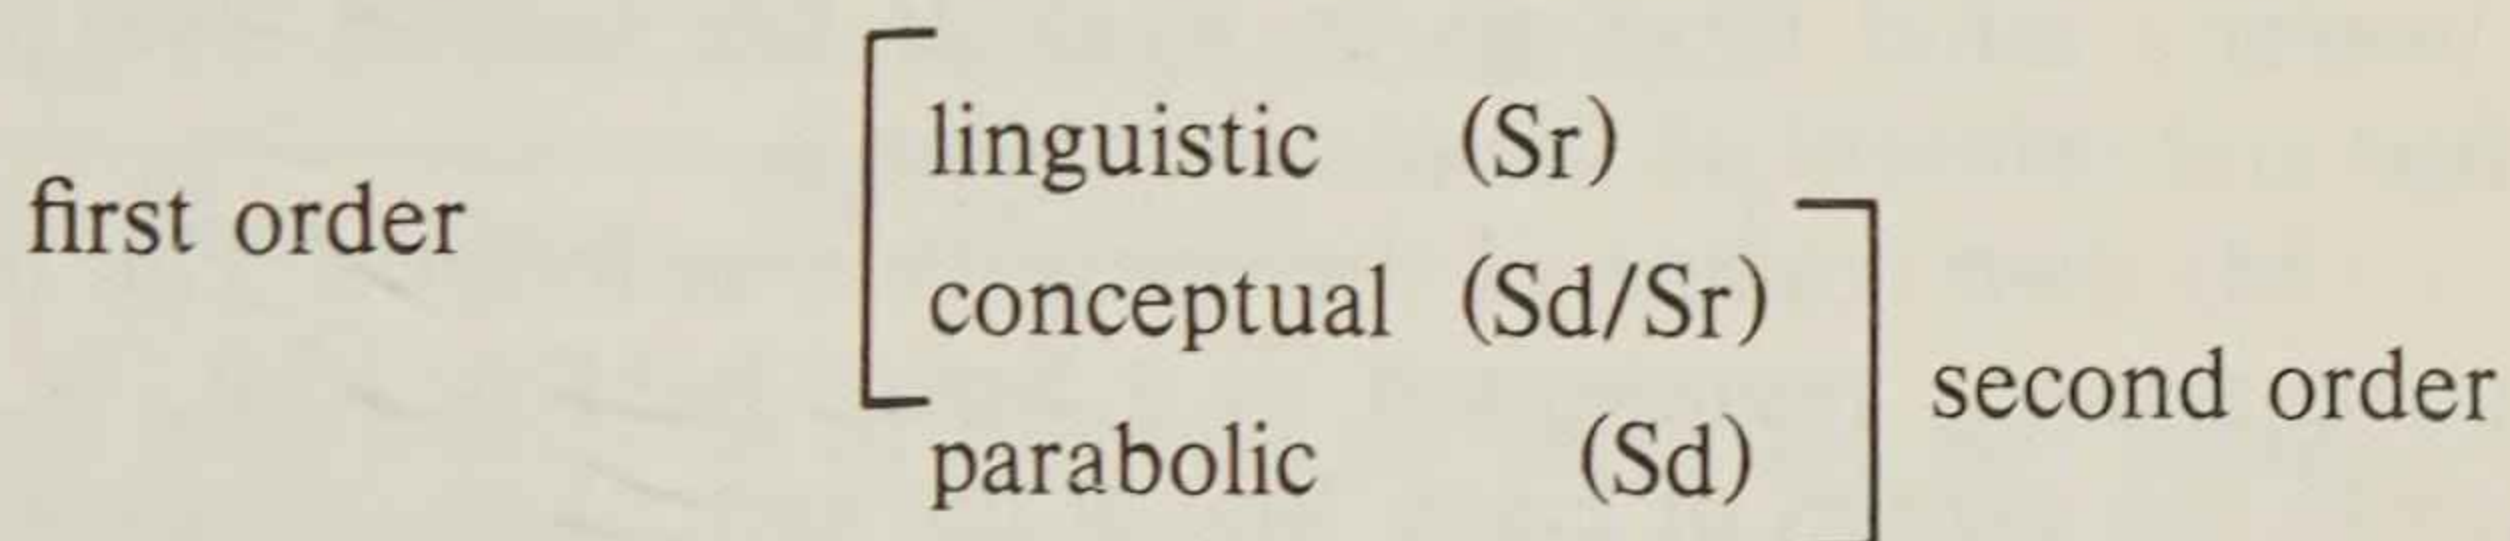 linguistic (Sr)
first order
conceptual (Sd/Sr)
second order
parabolic (Sd)